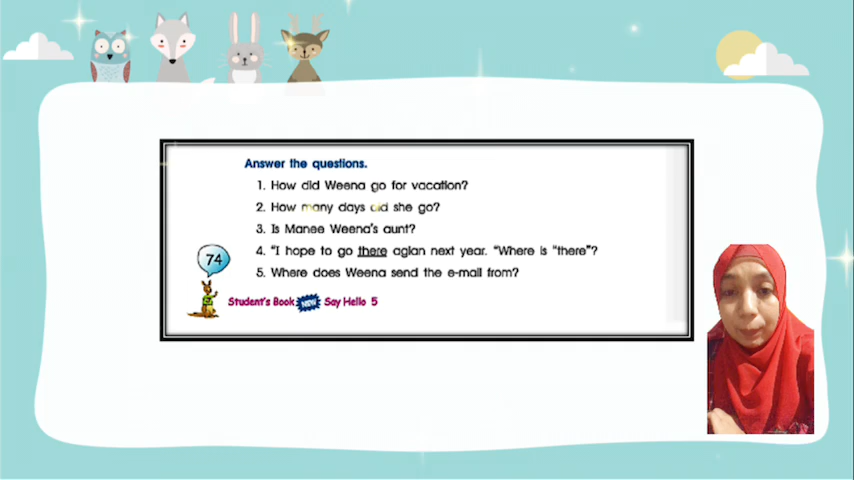 Answer the questions.
1. How did Weena go for vacation?
2. How many days did she go?
3. Is Manee Weena's aunt?
4. "I hope to go there agian next year. "Where is "there"?
5. Where does Weena send the e-mail from?
74
Student's Book NEW Say Hello 5